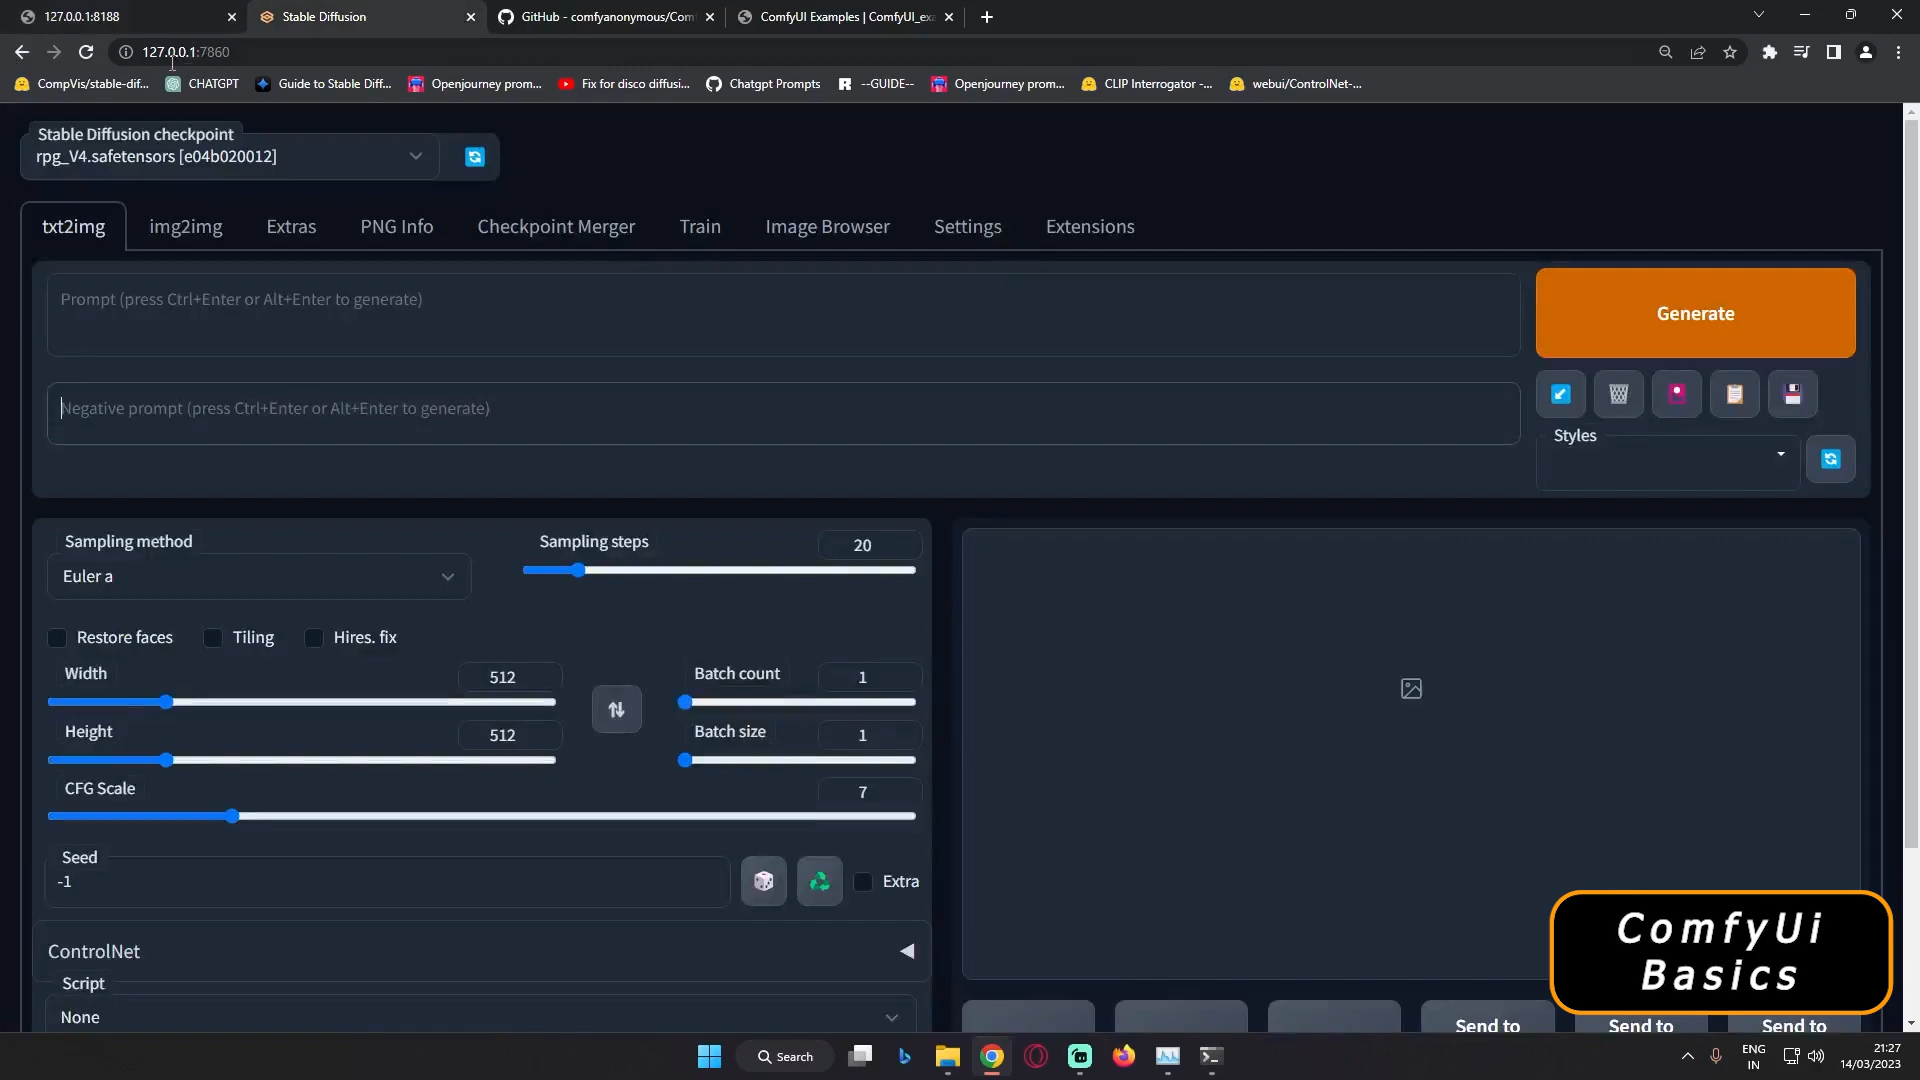 127.0.0.1:8188
Stable Diffusion
GitHub - comfyanonymous/Com
ComfyUI Examples | ComfyUI_exa
127.0.0.1:7860
CompVis/stable-dif...
CHATGPT
Guide to Stable Diff...
Openjourney prom...
Fix for disco diffusi...
Chatgpt Prompts
--GUIDE--
Openjourney prom...
CLIP Interrogator -...
webui/ControlNet-...
Stable Diffusion checkpoint
rpg_V4.safetensors [e04b020012]
txt2img
img2img
Extras
PNG Info
Checkpoint Merger
Train
Image Browser
Settings
Extensions
Prompt (press Ctrl+Enter or Alt+Enter to generate)
Generate
Negative prompt (press Ctrl+Enter or Alt+Enter to generate)
Styles
Sampling method
Euler a
Sampling steps
20
Restore faces
Tiling
Hires. fix
Width
512
Batch count
1
Height
512
Batch size
1
CFG Scale
7
Seed
-1
Extra
ControlNet
Script
None
Send to
Send to
Send to
ComfyUi
Basics
Search
ENG
IN
21:27
14/03/2023